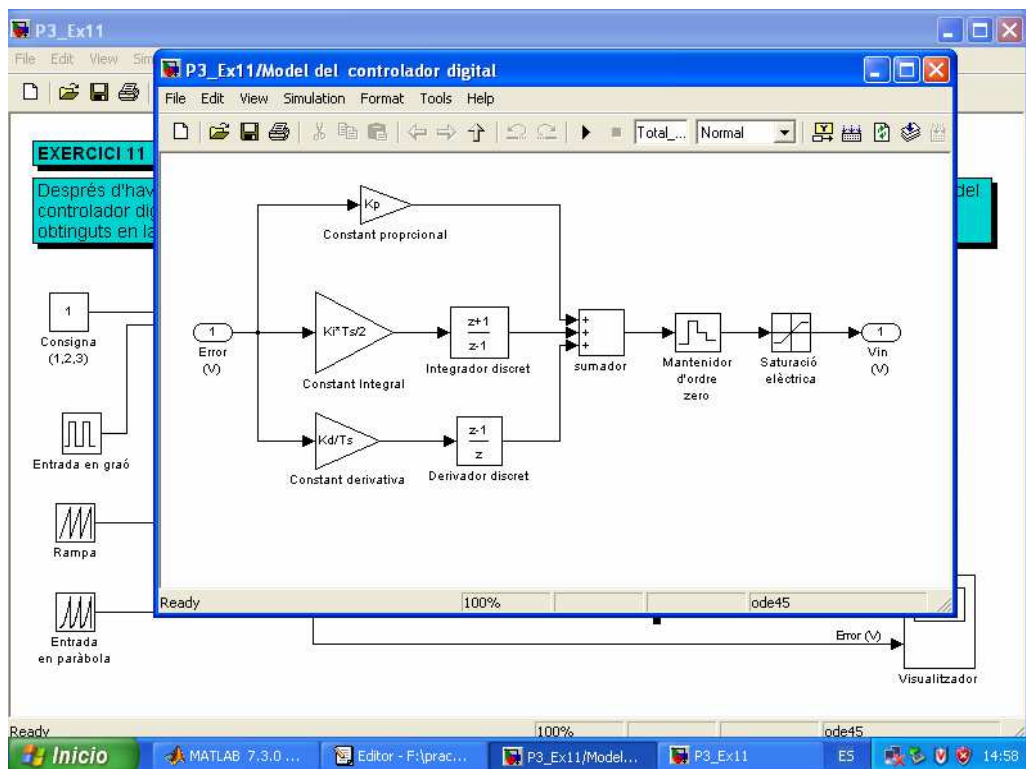 P3_Ex11
File Edit View Sim
EXERCICI 11
Després d'hav
del
controlador dig
obtinguts en la
1
Consigna
(1,2,3)
Entrada en graó
Rampa
Entrada
en paràbola
P3_Ex11/Model del controlador digital
File Edit View Simulation Format Tools Help
Total_... Normal
Kp
Constant proprcional
1
Error
(V)
Ki*Ts/2
Constant Integral
z+1
z-1
Integrador discret
Kd/Ts
Constant derivativa
z-1
z
Derivador discret
+
+
+
sumador
Mantenidor
d'ordre
zero
Saturació
elèctrica
1
Vin
(V)
Ready 100% ode45
Error (V)
Visualitzador
Ready 100% ode45
Inicio MATLAB 7.3.0 ... Editor - F:\prac... P3_Ex11/Model... P3_Ex11 ES 14:58